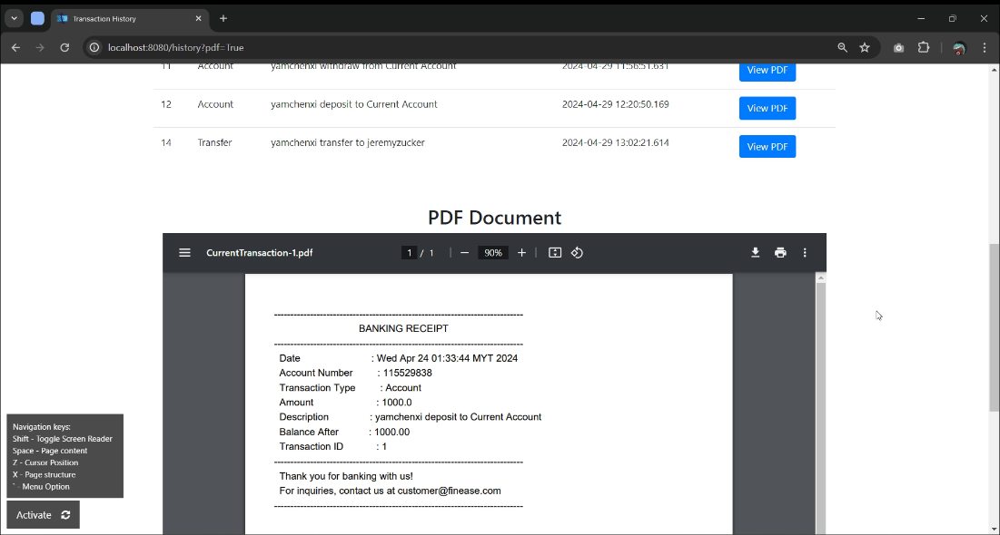 Transaction History
localhost:8080/history?pdf=True
11 Account yamchenxi withdraw from Current Account 2024-04-29 11:56:51.631 View PDF
12 Account yamchenxi deposit to Current Account 2024-04-29 12:20:50.169 View PDF
14 Transfer yamchenxi transfer to jeremyzucker 2024-04-29 13:02:21.614 View PDF
PDF Document
CurrentTransaction-1.pdf 1 / 1 90%
BANKING RECEIPT
Date : Wed Apr 24 01:33:44 MYT 2024
Account Number : 115529838
Transaction Type : Account
Amount : 1000.0
Description : yamchenxi deposit to Current Account
Balance After : 1000.00
Transaction ID : 1
Thank you for banking with us!
For inquiries, contact us at customer@finease.com
Navigation keys:
Shift - Toggle Screen Reader
Space - Page content
Z - Cursor Position
X - Page structure
` - Menu Option
Activate